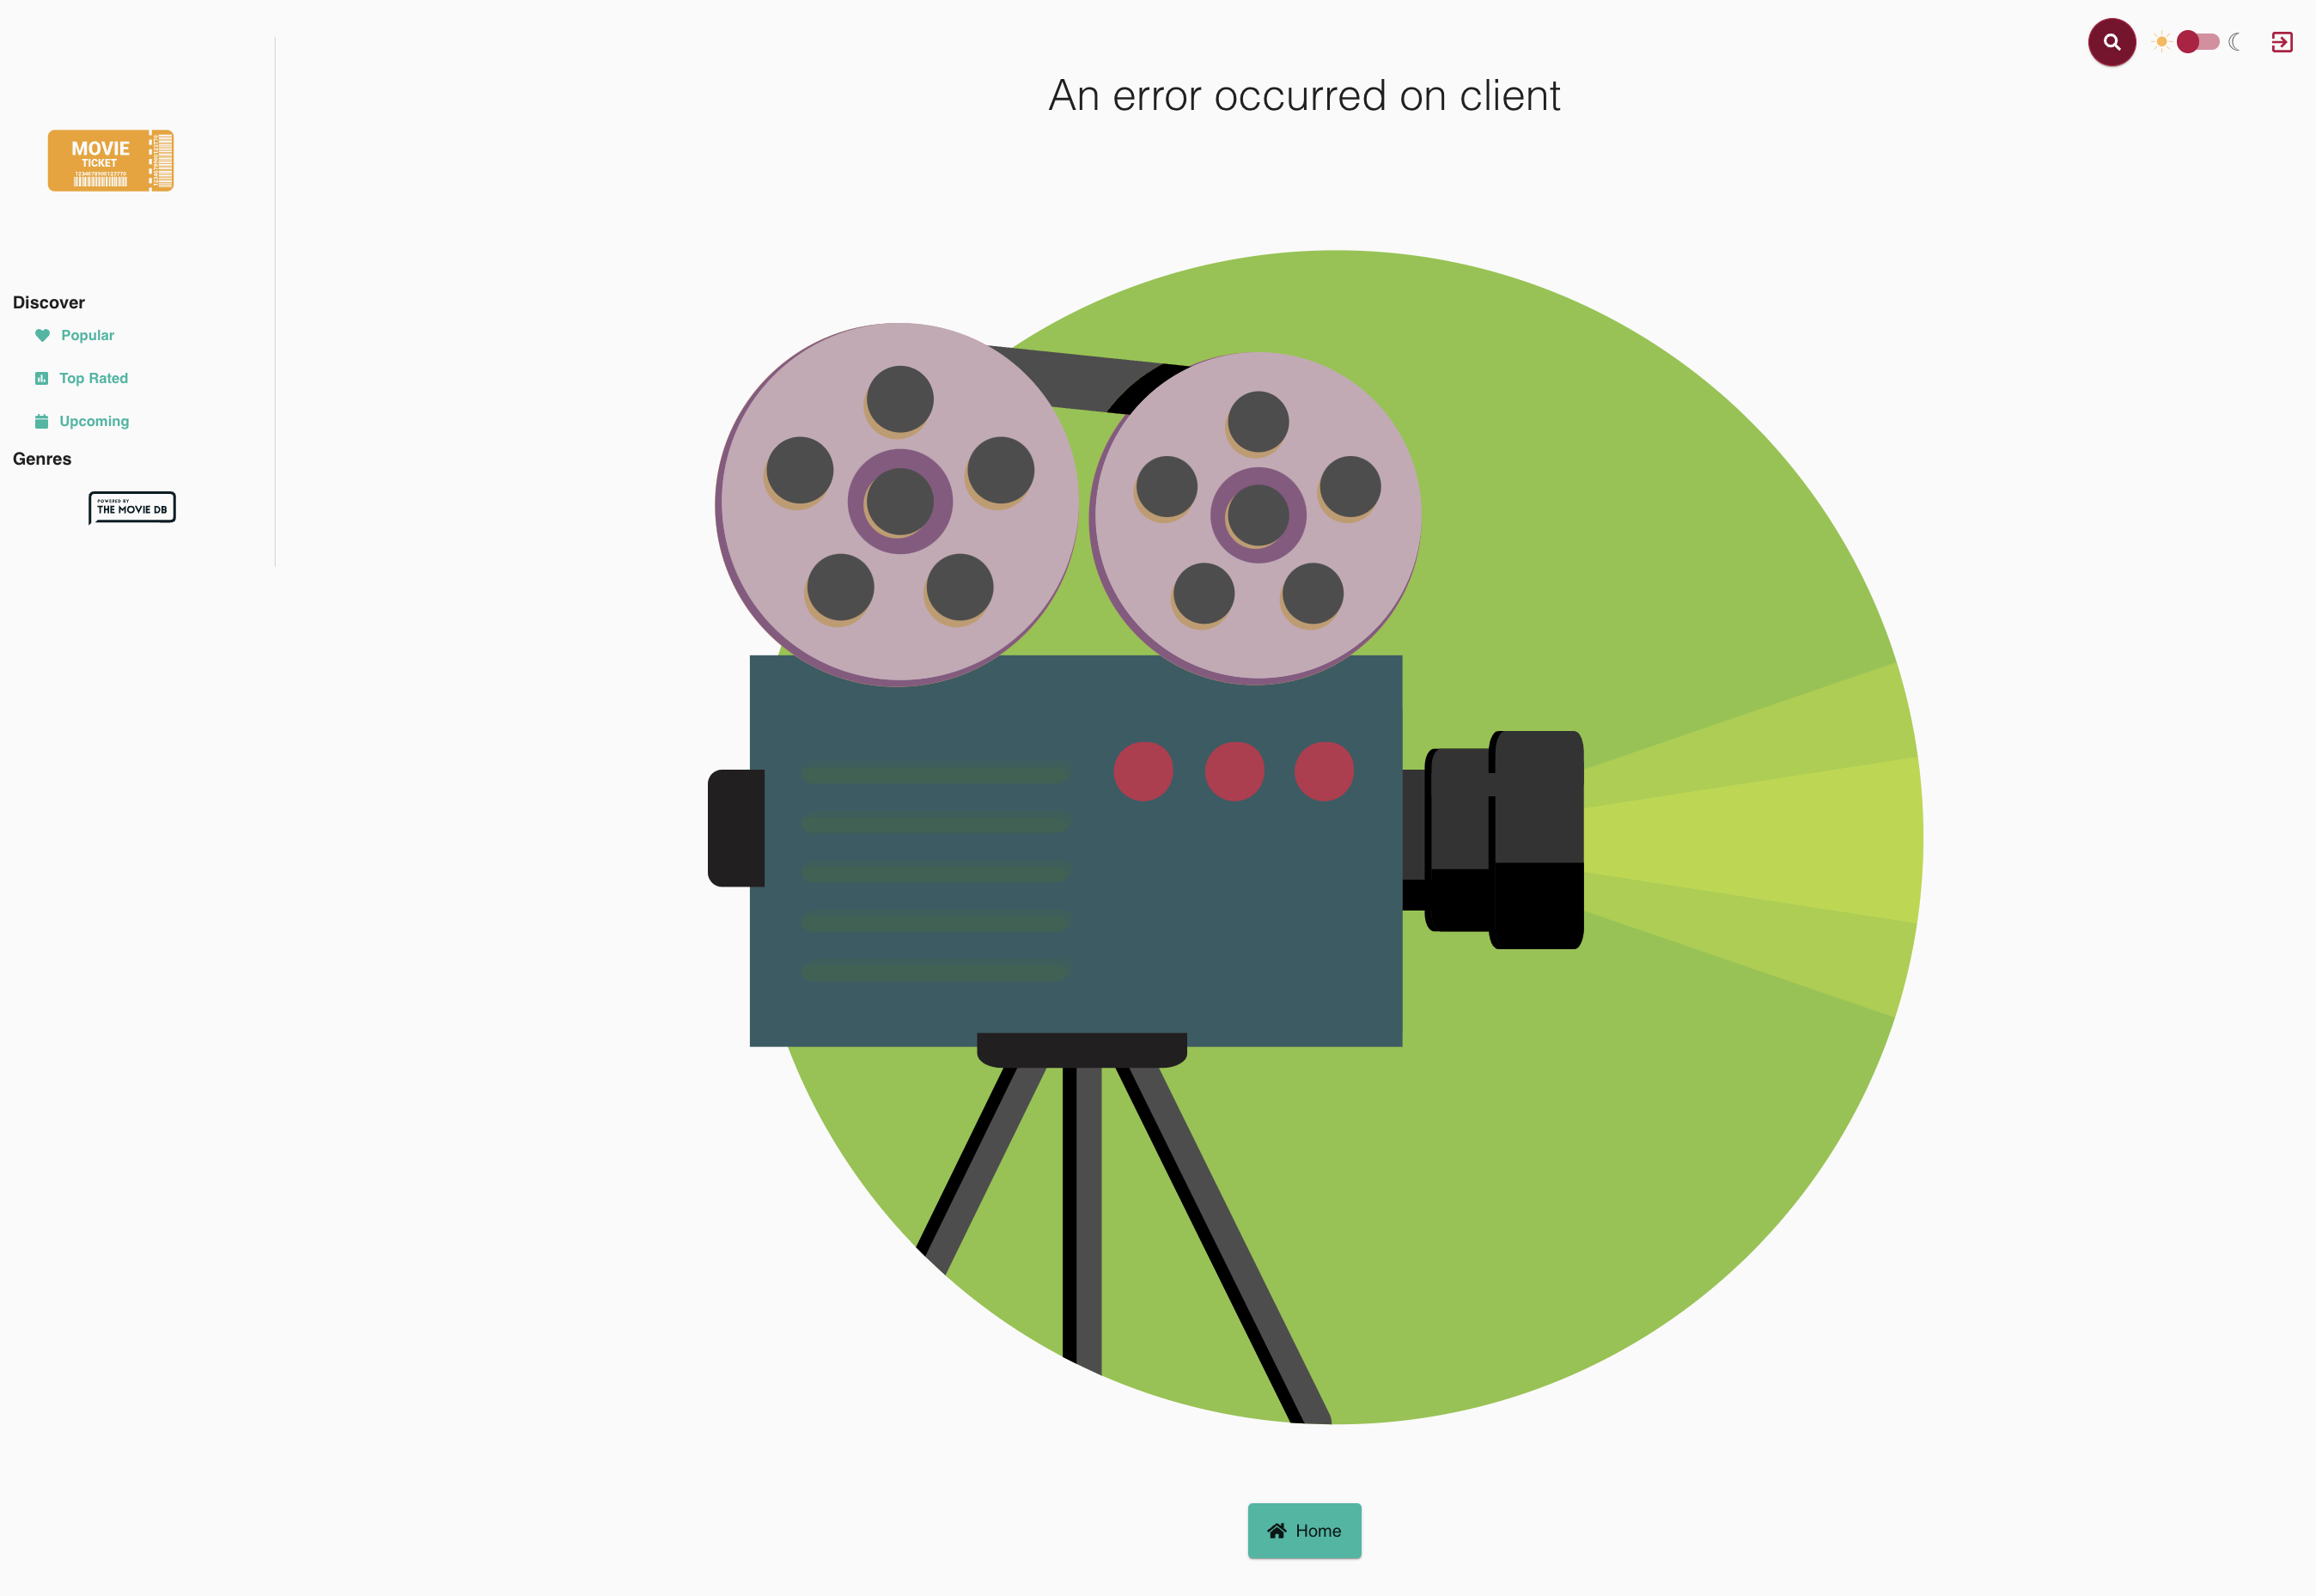 An error occurred on client
MOVIE
TICKET
Discover
Popular
Top Rated
Upcoming
Genres
POWERED BY
THE MOVIE DB
Home